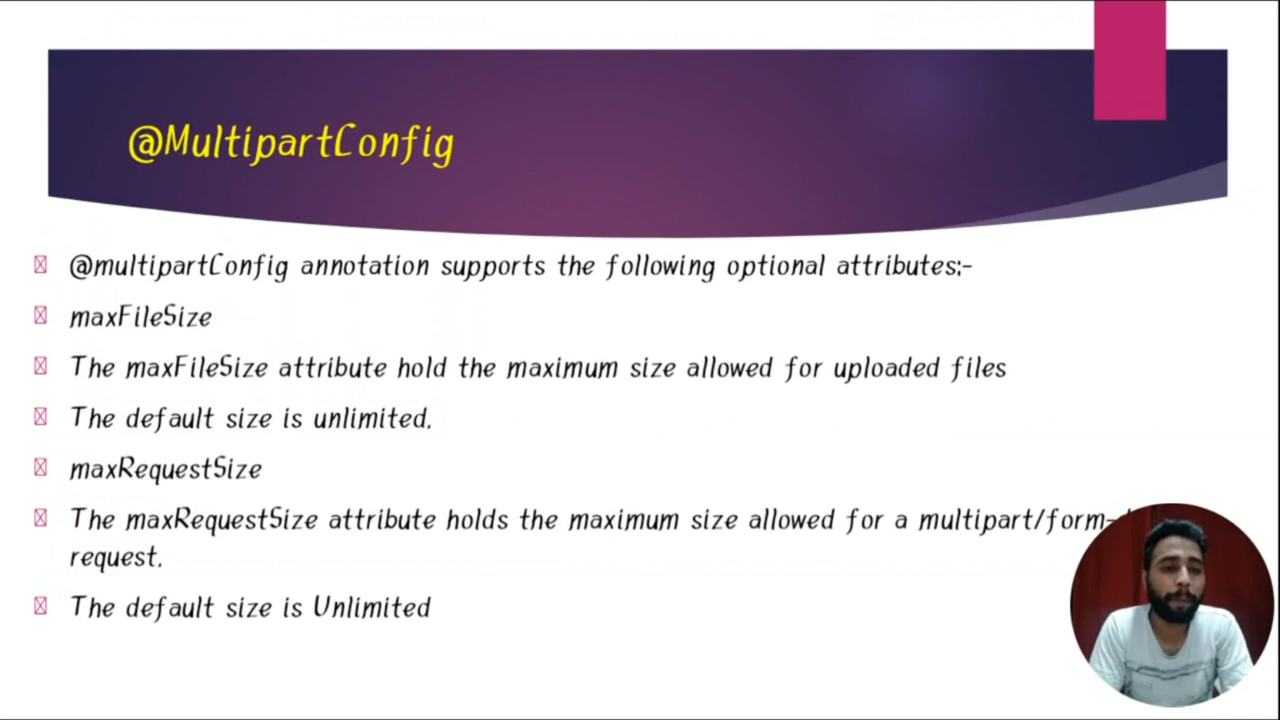 @MultipartConfig
@multipartConfig annotation supports the following optional attributes:-
maxFileSize
The maxFileSize attribute hold the maximum size allowed for uploaded files
The default size is unlimited.
maxRequestSize
The maxRequestSize attribute holds the maximum size allowed for a multipart/form-
request.
The default size is Unlimited